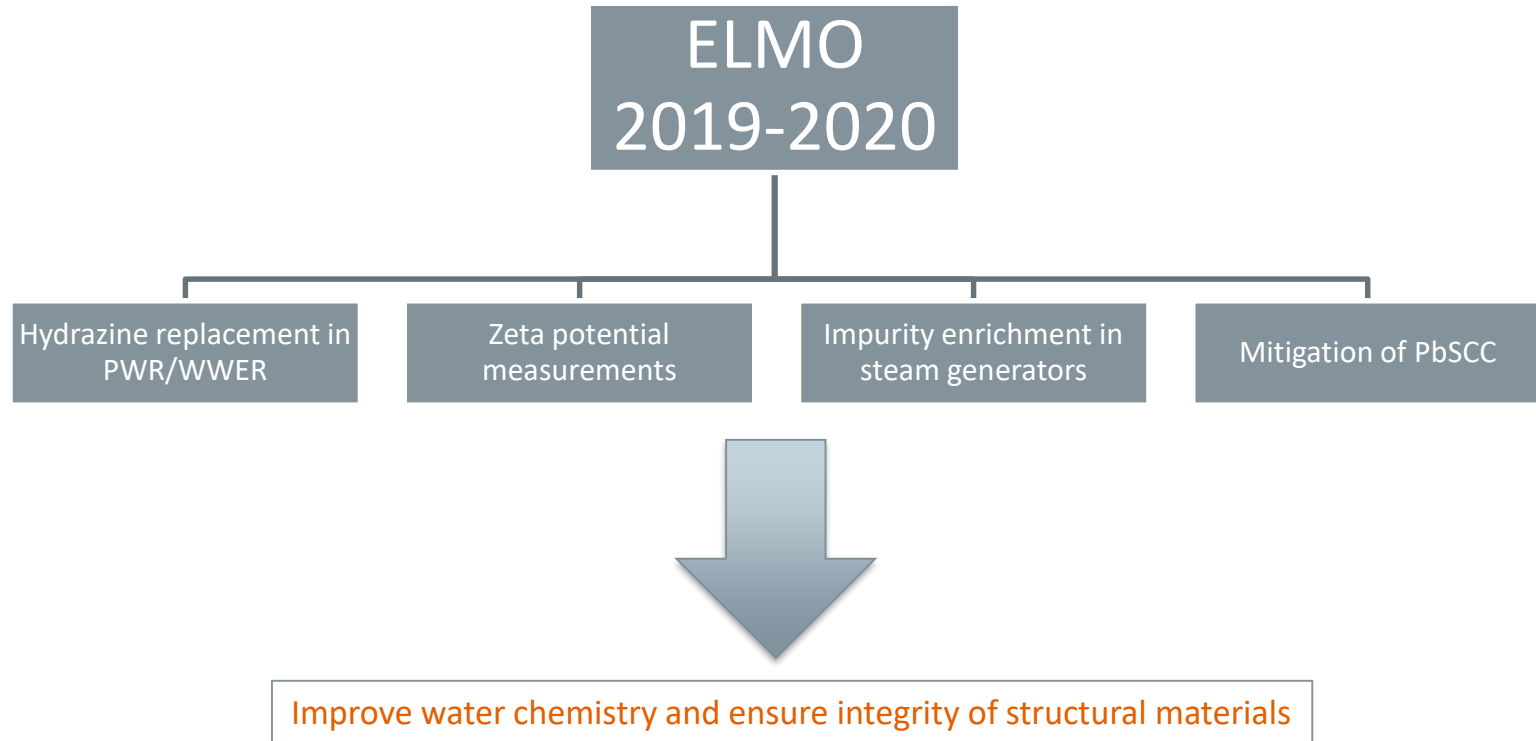 ELMO
2019-2020
Hydrazine replacement in
PWR/WWER
Zeta potential
measurements
Impurity enrichment in
steam generators
Mitigation of PbSCC
Improve water chemistry and ensure integrity of structural materials